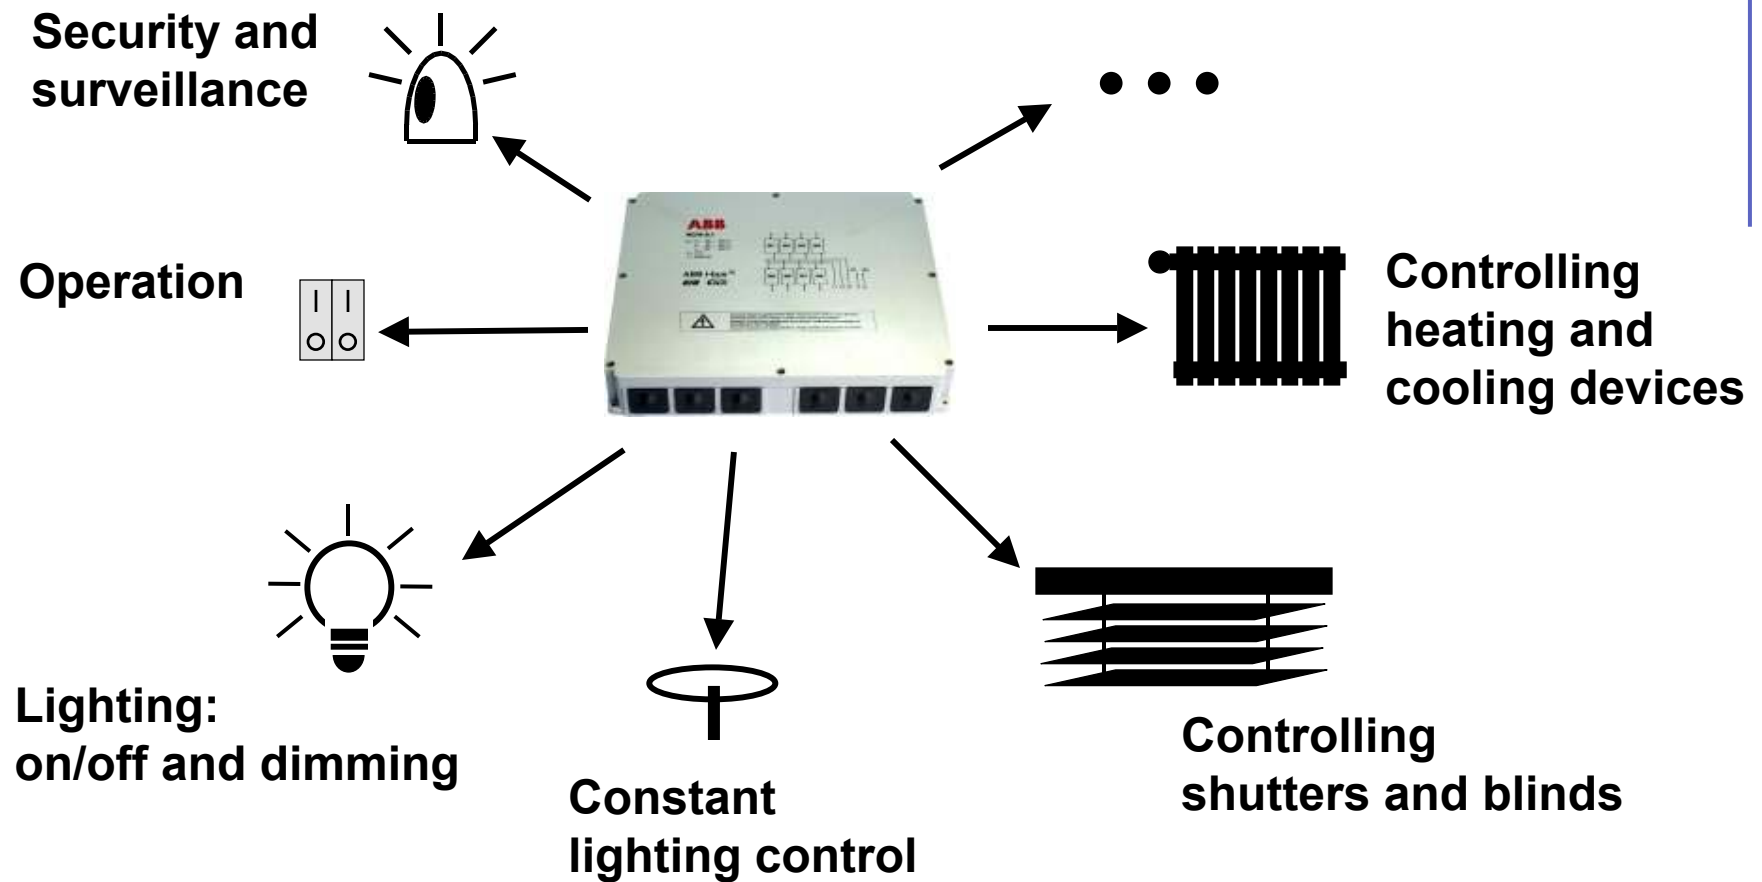 Security and
surveillance
Operation
ABB
Controlling
heating and
cooling devices
Lighting:
on/off and dimming
Constant
lighting control
Controlling
shutters and blinds